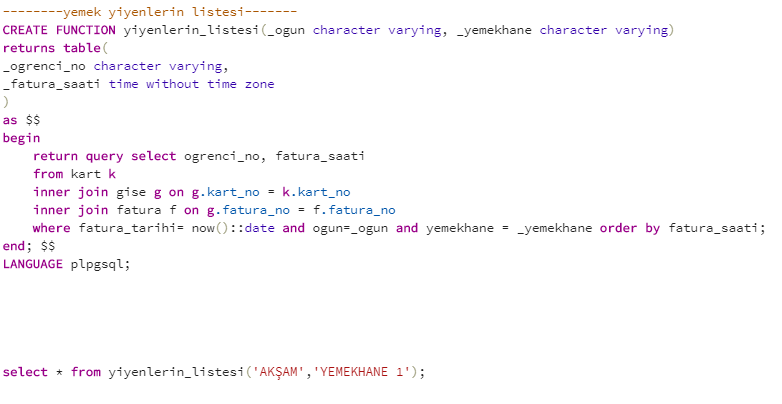 --------yemek yiyenlerin listesi-------
CREATE FUNCTION yiyenlerin_listesi(_ogun character varying, _yemekhane character varying)
returns table(
_ogrenci_no character varying,
_fatura_saati time without time zone
)
as $$
begin
    return query select ogrenci_no, fatura_saati
    from kart k
    inner join gise g on g.kart_no = k.kart_no
    inner join fatura f on g.fatura_no = f.fatura_no
    where fatura_tarihi= now()::date and ogun=_ogun and yemekhane = _yemekhane order by fatura_saati;
end; $$
LANGUAGE plpgsql;
select * from yiyenlerin_listesi('AKŞAM','YEMEKHANE 1');